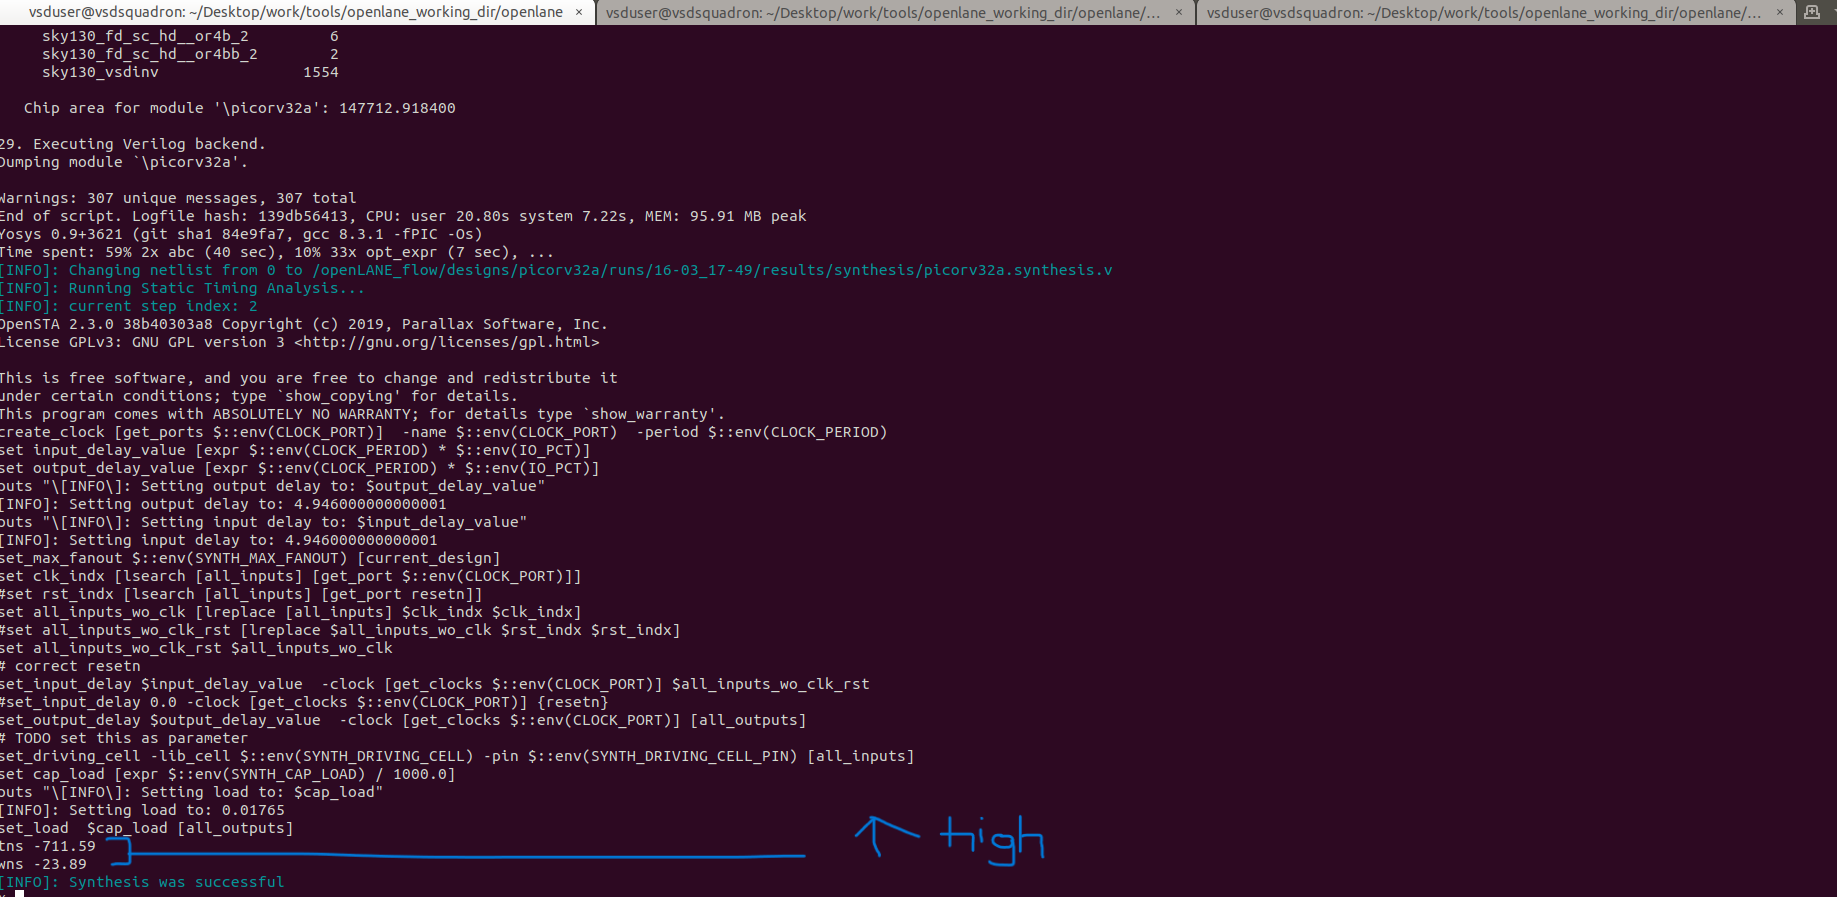 vsduser@vsdsquadron: ~/Desktop/work/tools/openlane_working_dir/openlane × vsduser@vsdsquadron: ~/Desktop/work/tools/openlane_working_dir/openlane/... × vsduser@vsdsquadron: ~/Desktop/work/tools/openlane_working_dir/openlane/... ×
sky130_fd_sc_hd__or4b_2 6
sky130_fd_sc_hd__or4bb_2 2
sky130_vsdinv 1554
Chip area for module '\picorv32a': 147712.918400
29. Executing Verilog backend.
Dumping module `\picorv32a'.
Warnings: 307 unique messages, 307 total
End of script. Logfile hash: 139db56413, CPU: user 20.80s system 7.22s, MEM: 95.91 MB peak
Yosys 0.9+3621 (git sha1 84e9fa7, gcc 8.3.1 -fPIC -Os)
Time spent: 59% 2x abc (40 sec), 10% 33x opt_expr (7 sec), ...
[INFO]: Changing netlist from 0 to /openLANE_flow/designs/picorv32a/runs/16-03_17-49/results/synthesis/picorv32a.synthesis.v
[INFO]: Running Static Timing Analysis...
[INFO]: current step index: 2
OpenSTA 2.3.0 38b40303a8 Copyright (c) 2019, Parallax Software, Inc.
License GPLv3: GNU GPL version 3 <http://gnu.org/licenses/gpl.html>
This is free software, and you are free to change and redistribute it
under certain conditions; type `show_copying' for details.
This program comes with ABSOLUTELY NO WARRANTY; for details type `show_warranty'.
create_clock [get_ports $::env(CLOCK_PORT)]  -name $::env(CLOCK_PORT)  -period $::env(CLOCK_PERIOD)
set input_delay_value [expr $::env(CLOCK_PERIOD) * $::env(IO_PCT)]
set output_delay_value [expr $::env(CLOCK_PERIOD) * $::env(IO_PCT)]
puts "\[INFO\]: Setting output delay to: $output_delay_value"
[INFO]: Setting output delay to: 4.946000000000001
puts "\[INFO\]: Setting input delay to: $input_delay_value"
[INFO]: Setting input delay to: 4.946000000000001
set_max_fanout $::env(SYNTH_MAX_FANOUT) [current_design]
set clk_indx [lsearch [all_inputs] [get_port $::env(CLOCK_PORT)]]
#set rst_indx [lsearch [all_inputs] [get_port resetn]]
set all_inputs_wo_clk [lreplace [all_inputs] $clk_indx $clk_indx]
#set all_inputs_wo_clk_rst [lreplace $all_inputs_wo_clk $rst_indx $rst_indx]
set all_inputs_wo_clk_rst $all_inputs_wo_clk
# correct resetn
set_input_delay $input_delay_value  -clock [get_clocks $::env(CLOCK_PORT)] $all_inputs_wo_clk_rst
#set_input_delay 0.0 -clock [get_clocks $::env(CLOCK_PORT)] {resetn}
set_output_delay $output_delay_value  -clock [get_clocks $::env(CLOCK_PORT)] [all_outputs]
# TODO set this as parameter
set_driving_cell -lib_cell $::env(SYNTH_DRIVING_CELL) -pin $::env(SYNTH_DRIVING_CELL_PIN) [all_inputs]
set cap_load [expr $::env(SYNTH_CAP_LOAD) / 1000.0]
puts "\[INFO\]: Setting load to: $cap_load"
[INFO]: Setting load to: 0.01765
set_load  $cap_load [all_outputs]
tns -711.59
wns -23.89
high
[INFO]: Synthesis was successful